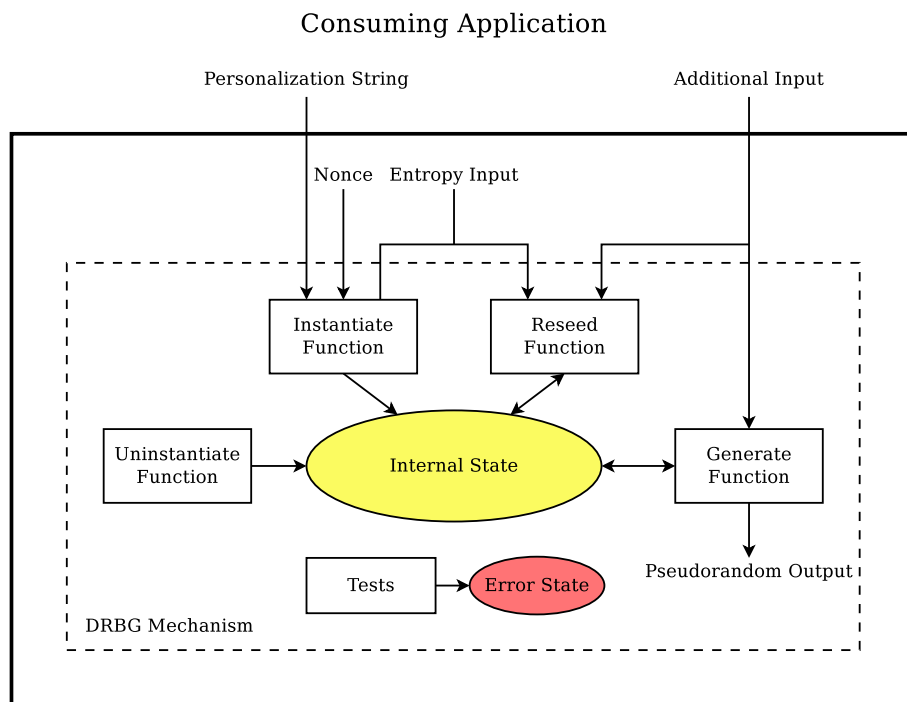 Consuming Application
Personalization String
Additional Input
Nonce
Entropy Input
Instantiate
Function
Reseed
Function
Uninstantiate
Function
Internal State
Generate
Function
Tests
Error State
Pseudorandom Output
DRBG Mechanism